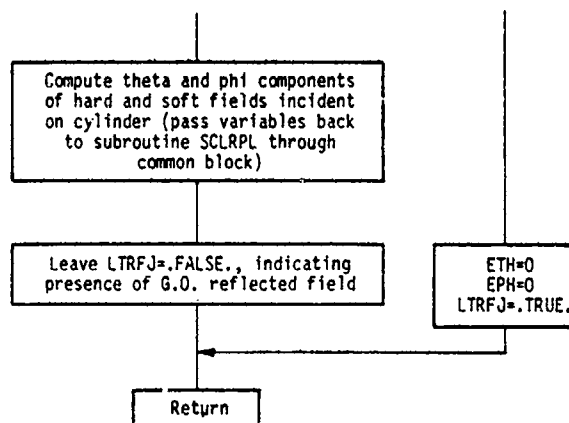 Compute theta and phi components
of hard and soft fields incident
on cylinder (pass variables back
to subroutine SCLRPL through
common block)
Leave LTRFJ=.FALSE., indicating
presence of G.O. reflected field
ETH=0
EPH=0
LTRFJ=.TRUE.
Return